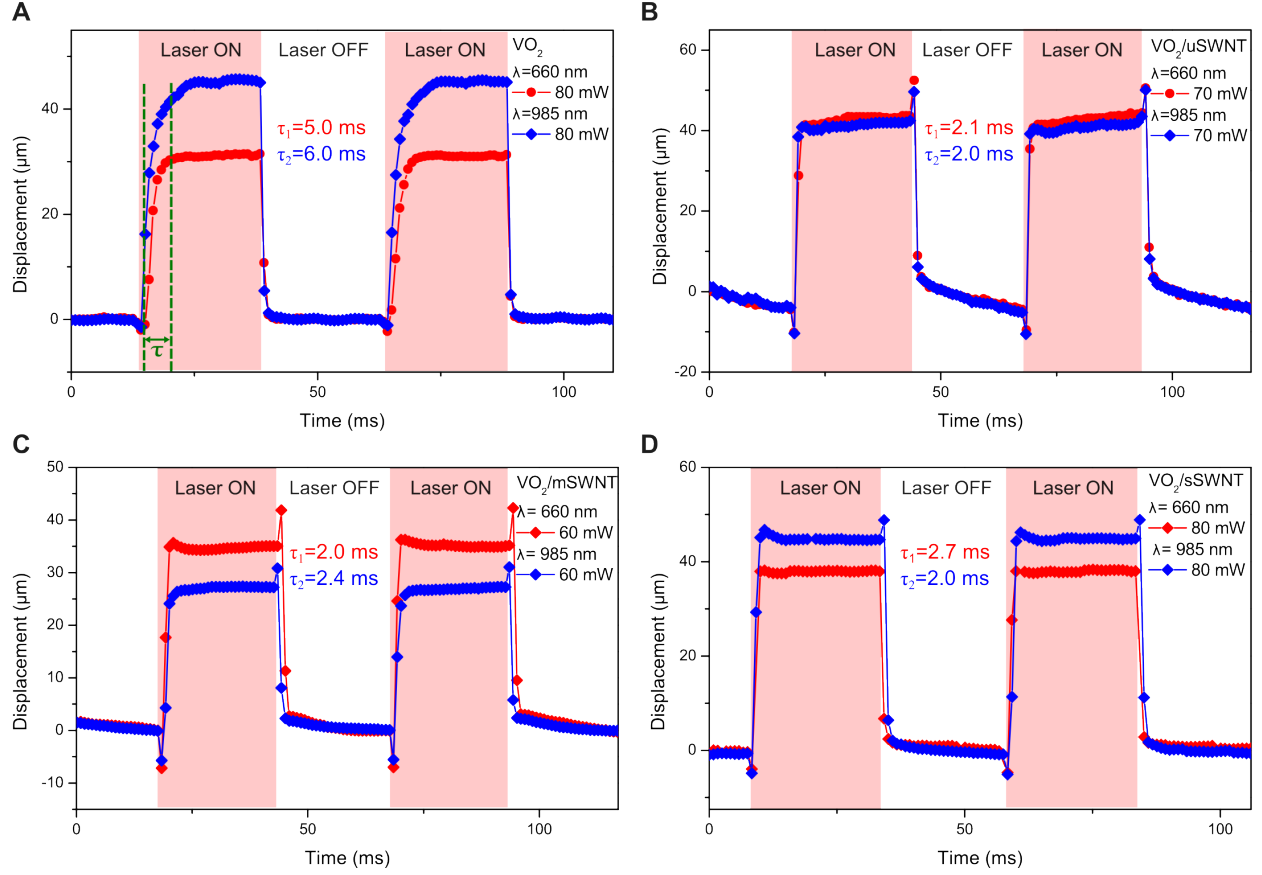 A
Laser ON
Laser OFF
Laser ON
VO2
λ=660 nm
80 mW
λ=985 nm
80 mW
τ1=5.0 ms
τ2=6.0 ms
τ
40
20
0
0
50
100
Displacement (μm)
Time (ms)
B
Laser ON
Laser OFF
Laser ON
VO2/uSWNT
λ=660 nm
70 mW
λ=985 nm
70 mW
τ1=2.1 ms
τ2=2.0 ms
60
40
20
0
-20
0
50
100
Displacement (μm)
Time (ms)
C
Laser ON
Laser OFF
Laser ON
VO2/mSWNT
λ= 660 nm
60 mW
λ= 985 nm
60 mW
τ1=2.0 ms
τ2=2.4 ms
50
40
30
20
10
0
-10
0
50
100
Displacement (μm)
Time (ms)
D
Laser ON
Laser OFF
Laser ON
VO2/sSWNT
λ= 660 nm
80 mW
λ= 985 nm
80 mW
τ1=2.7 ms
τ2=2.0 ms
60
40
20
0
0
50
100
Displacement (μm)
Time (ms)